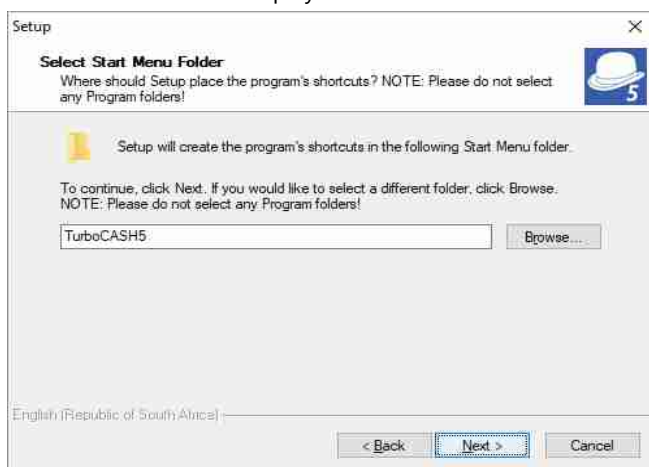 Setup
Select Start Menu Folder
Where should Setup place the program's shortcuts? NOTE: Please do not select
any Program folders!
5
Setup will create the program's shortcuts in the following Start Menu folder.
To continue, click Next. If you would like to select a different folder, click Browse.
NOTE: Please do not select any Program folders!
TurboCASH5
Browse...
English (Republic of South Africa)
< Back
Next >
Cancel